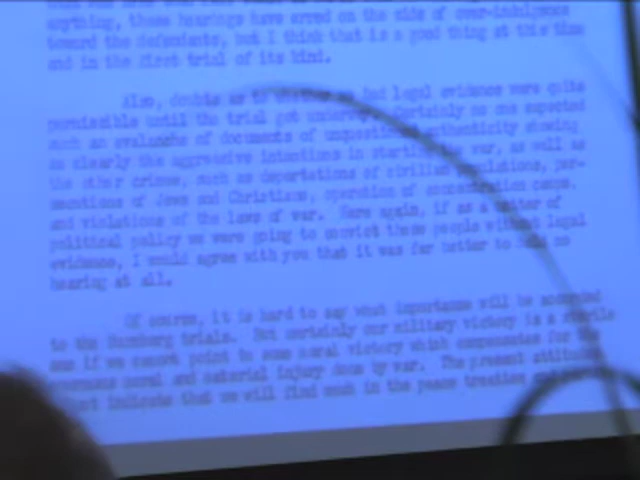 anything, these hearings have erred on the side of over-indulgence
toward the defendants, but I think that is a good thing at this time
and in the first trial of its kind.
Also, doubts as to whether we had legal evidence were quite
permissible until the trial got underway. Certainly no one expected
such an avalanche of documents of unquestioned authenticity showing
so clearly the aggressive intentions in starting the war, as well as
the other crimes, such as deportations of civilian populations, per-
secutions of Jews and Christians, operation of concentration camps,
and violations of the laws of war. Here again, if as a matter of
political policy we were going to convict these people without legal
evidence, I would agree with you that it was far better to hold no
hearing at all.
Of course, it is hard to say what importance will be accorded
to the Nurnberg trials. But certainly our military victory is a sterile
one if we cannot point to some moral victory which compensates for the
enormous moral and material injury done by war. The present attitudes
not indicate that we will find such in the peace treaties